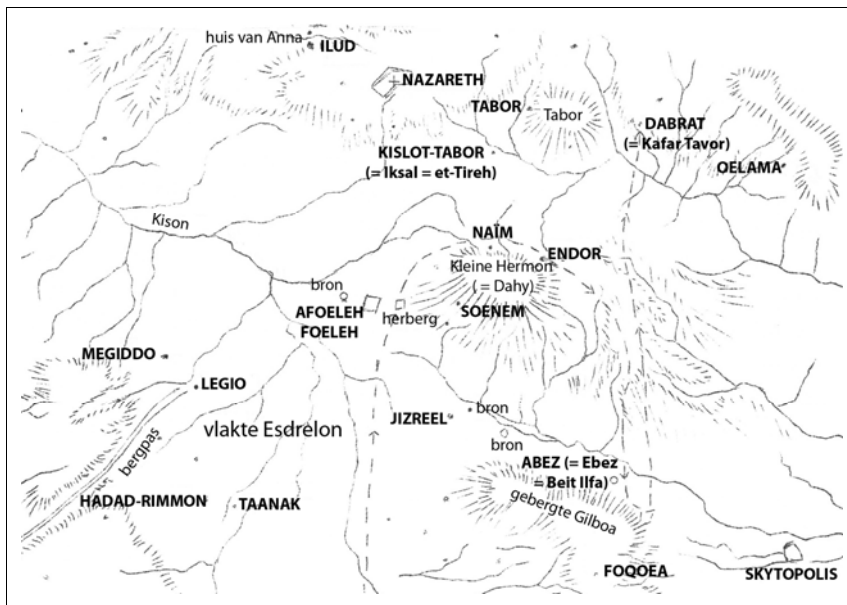 huis van Anna
ILUD
NAZARETH
TABOR
Tabor
DABRAT
(= Kafar Tavor)
KISLOT-TABOR
(= Iksal = et-Tireh)
OELAMA
Kison
NAÏM
ENDOR
Kleine Hermon
(= Dahy)
bron
AFOELEH
FOELEH
herberg
SOENEM
MEGIDDO
LEGIO
bergpas
vlakte Esdrelon
JIZREEL
bron
bron
ABEZ (= Ebez
= Beit Ilfa)
gebergte Gilboa
HADAD-RIMMON
TAANAK
FOQOEA
SKYTOPOLIS